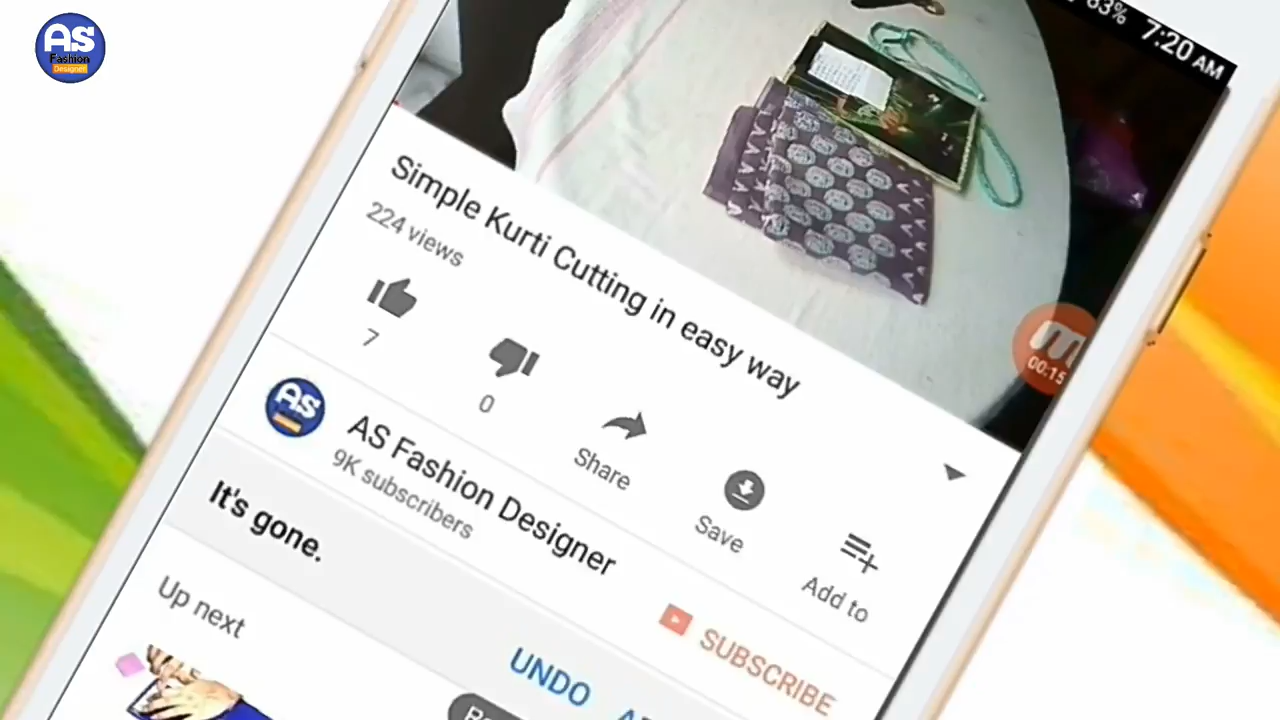 AS
Fashion
Designer
83%
7:20 AM
Simple Kurti Cutting in easy way
224 views
7
0
Share
Save
Add to
00:15
AS
AS Fashion Designer
9K subscribers
SUBSCRIBE
It's gone.
UNDO
Up next